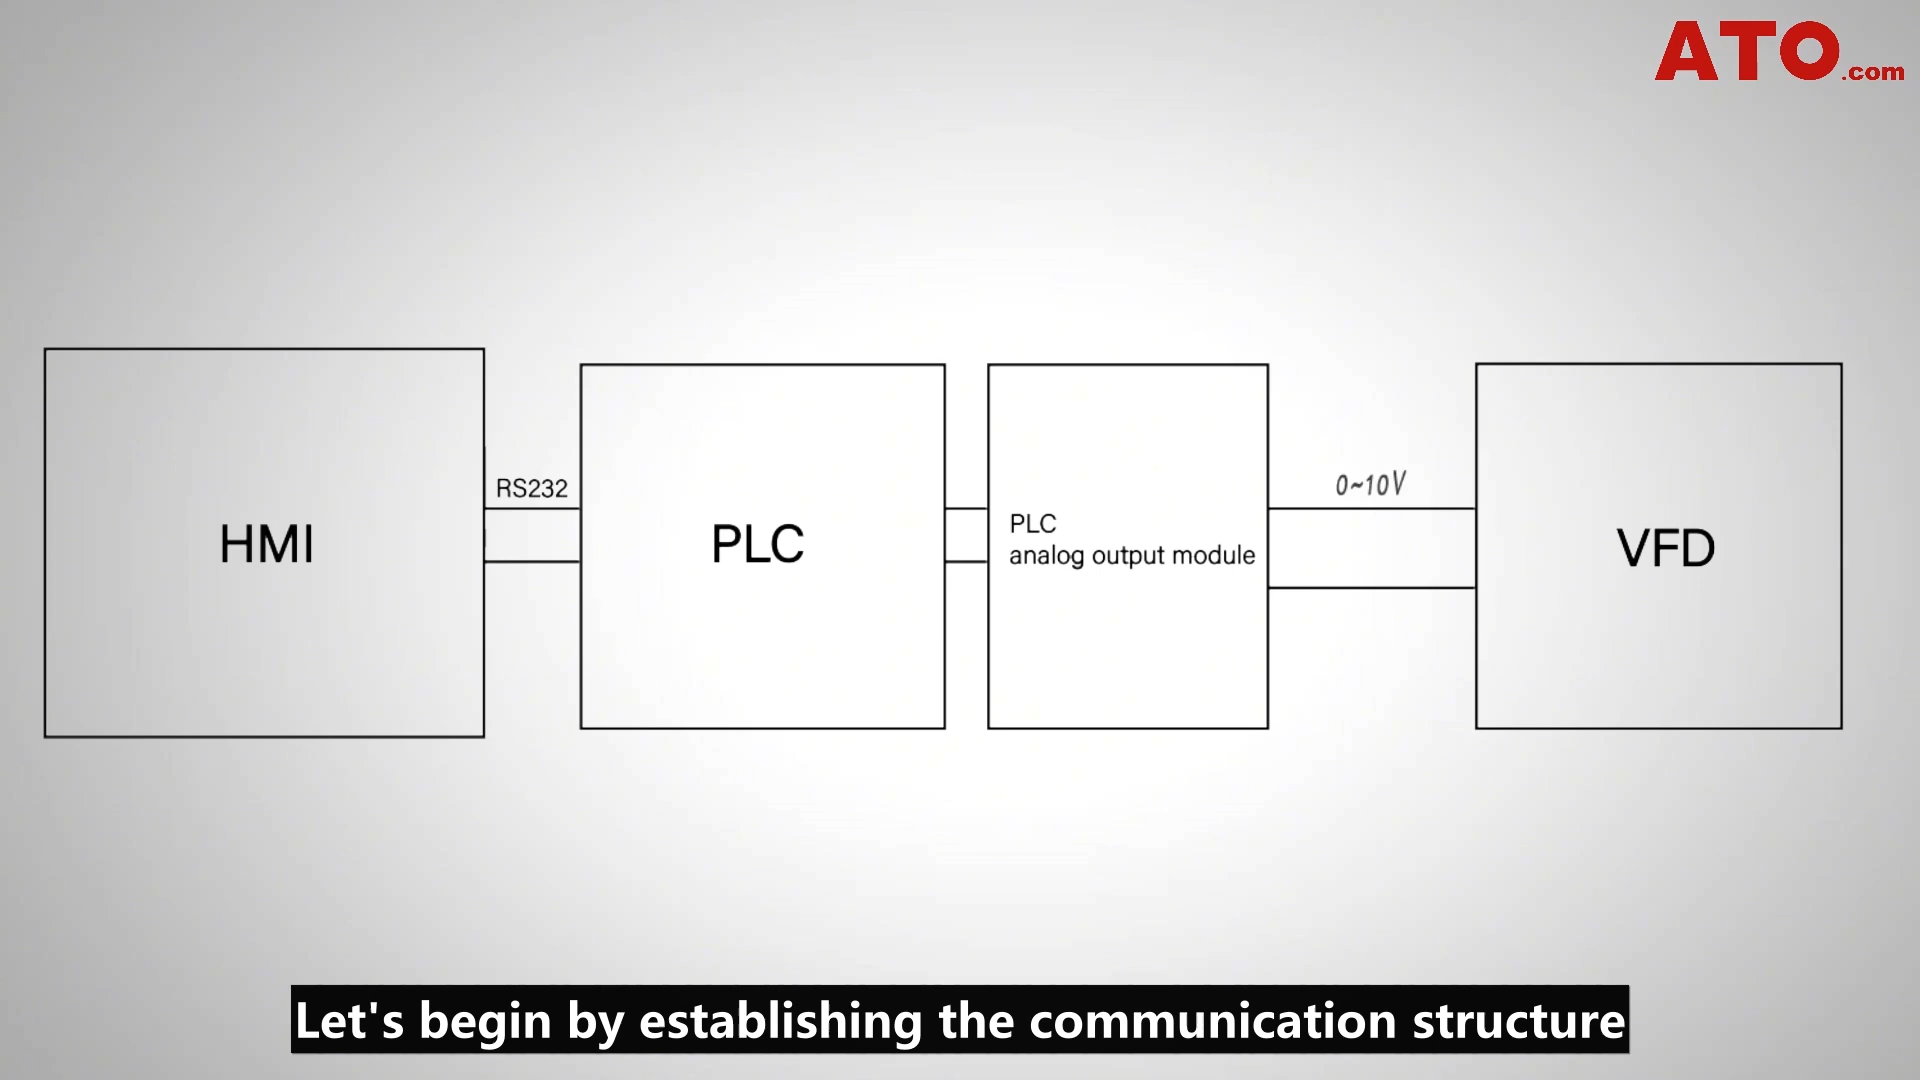 ATO.com
RS232
0~10V
HMI
PLC
PLC
analog output module
VFD
Let's begin by establishing the communication structure